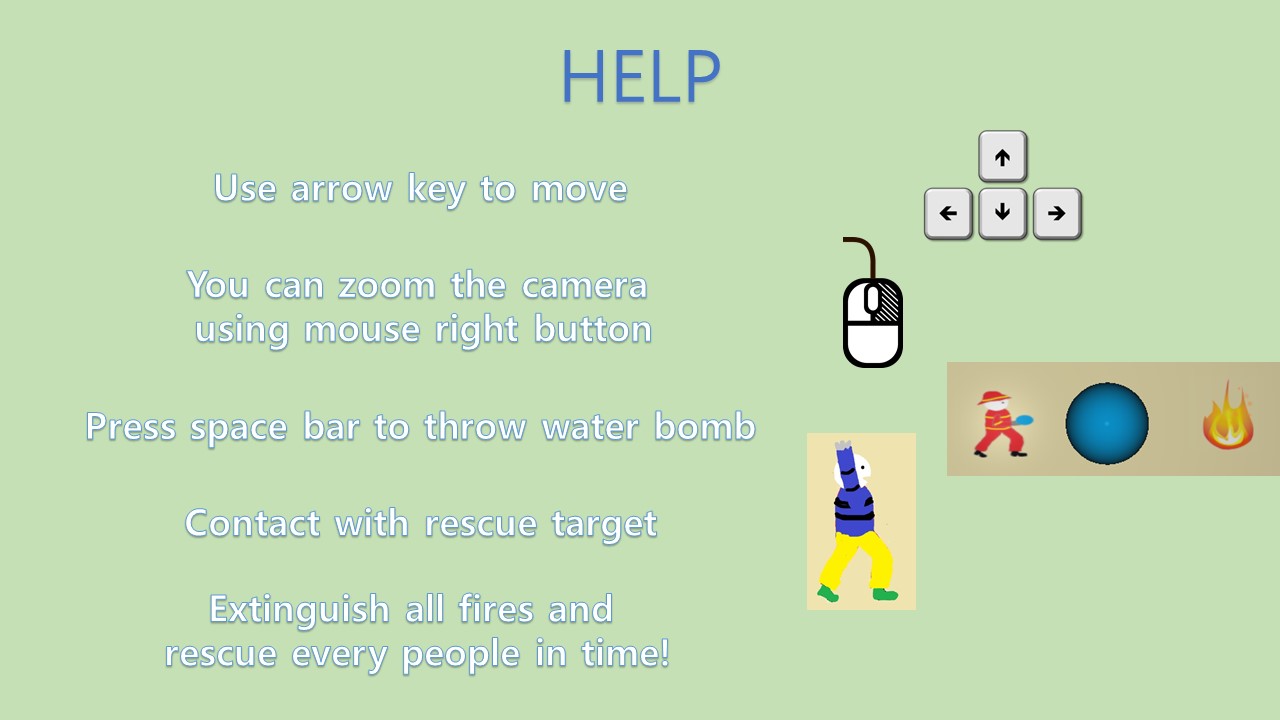 HELP
Use arrow key to move
You can zoom the camera
using mouse right button
Press space bar to throw water bomb
Contact with rescue target
Extinguish all fires and
rescue every people in time!